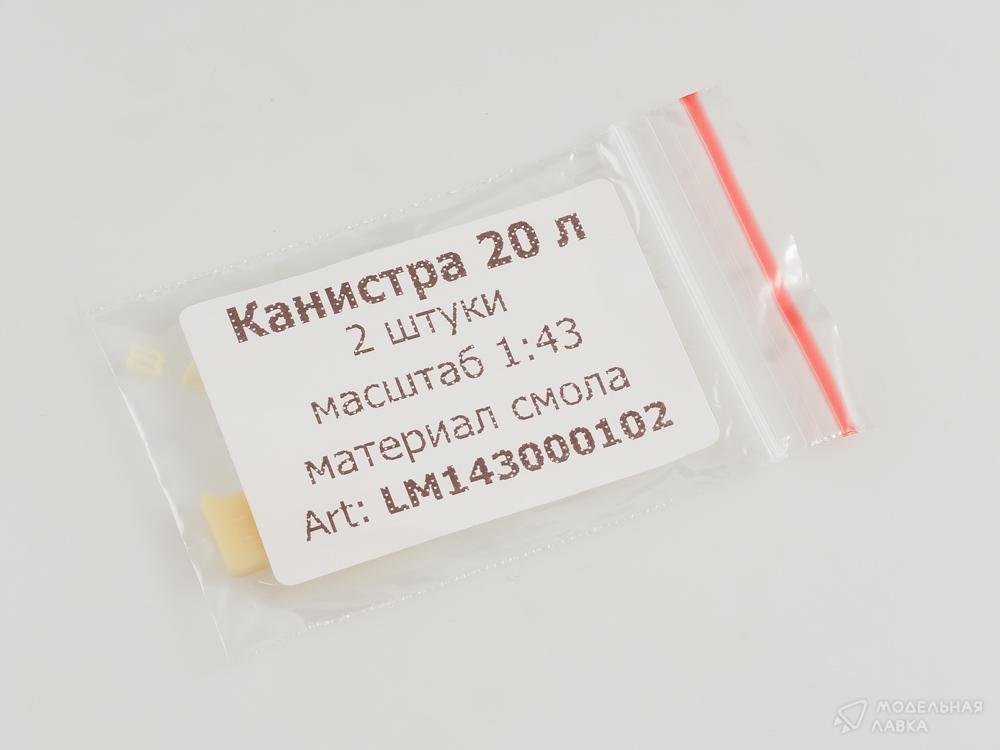 Канистра 20 л
2 штуки
масштаб 1:43
материал смола
Art: LM143000102
МОДЕЛЬНАЯ
ЛАВКА